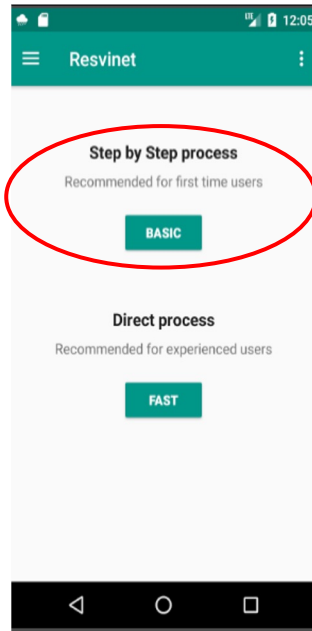 12:05
Resvinet
Step by Step process
Recommended for first time users
BASIC
Direct process
Recommended for experienced users
FAST